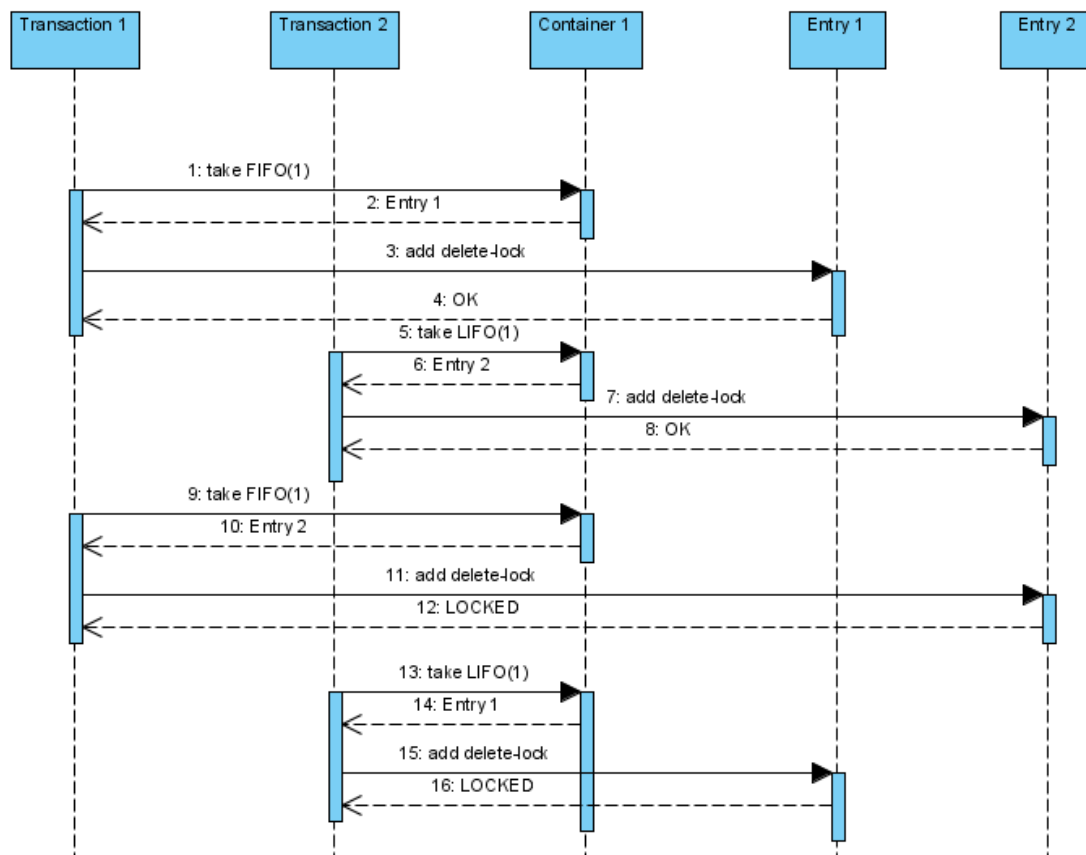 Transaction 1
Transaction 2
Container 1
Entry 1
Entry 2
1: take FIFO(1)
2: Entry 1
3: add delete-lock
4: OK
5: take LIFO(1)
6: Entry 2
7: add delete-lock
8: OK
9: take FIFO(1)
10: Entry 2
11: add delete-lock
12: LOCKED
13: take LIFO(1)
14: Entry 1
15: add delete-lock
16: LOCKED